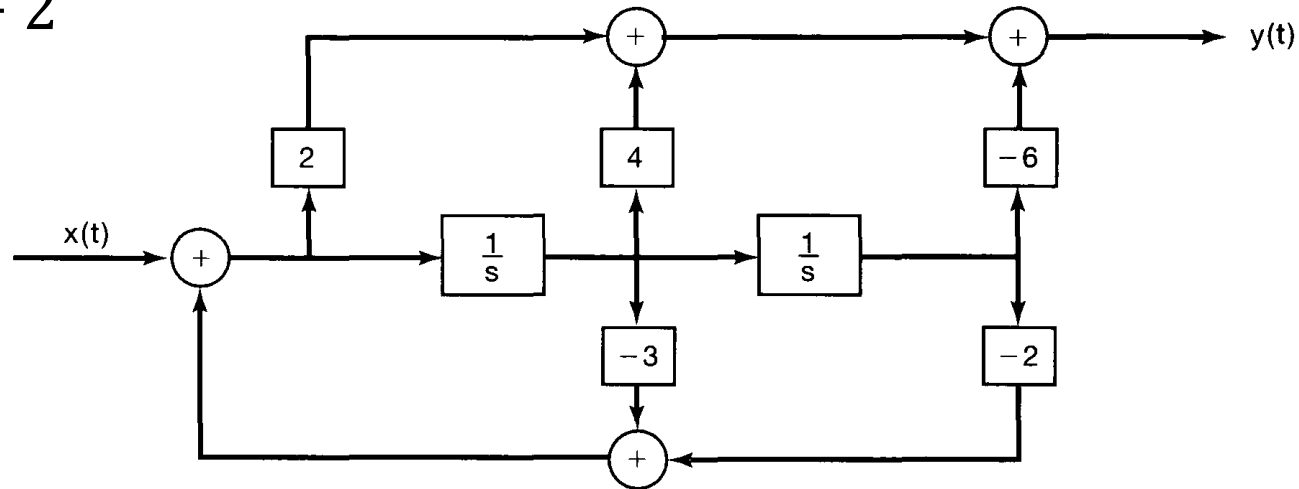 - 2
+ + y(t)
2 4 −6
x(t)
+ 1/s 1/s
−3 −2
+